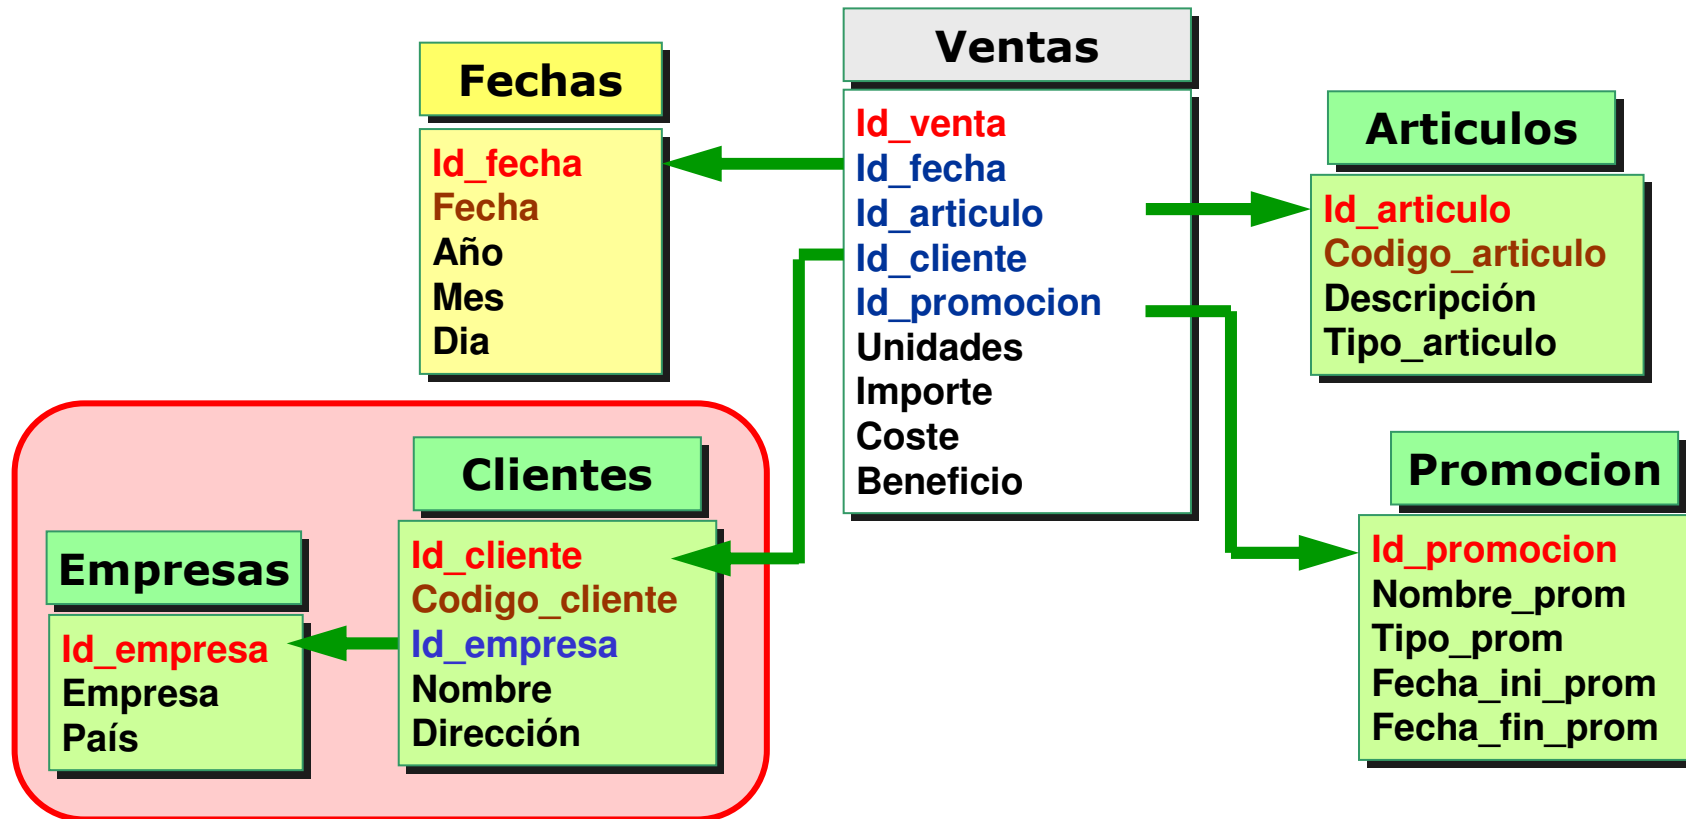 Fechas
Id_fecha
Fecha
Año
Mes
Dia
Ventas
Id_venta
Id_fecha
Id_articulo
Id_cliente
Id_promocion
Unidades
Importe
Coste
Beneficio
Articulos
Id_articulo
Codigo_articulo
Descripción
Tipo_articulo
Empresas
Id_empresa
Empresa
País
Clientes
Id_cliente
Codigo_cliente
Id_empresa
Nombre
Dirección
Promocion
Id_promocion
Nombre_prom
Tipo_prom
Fecha_ini_prom
Fecha_fin_prom